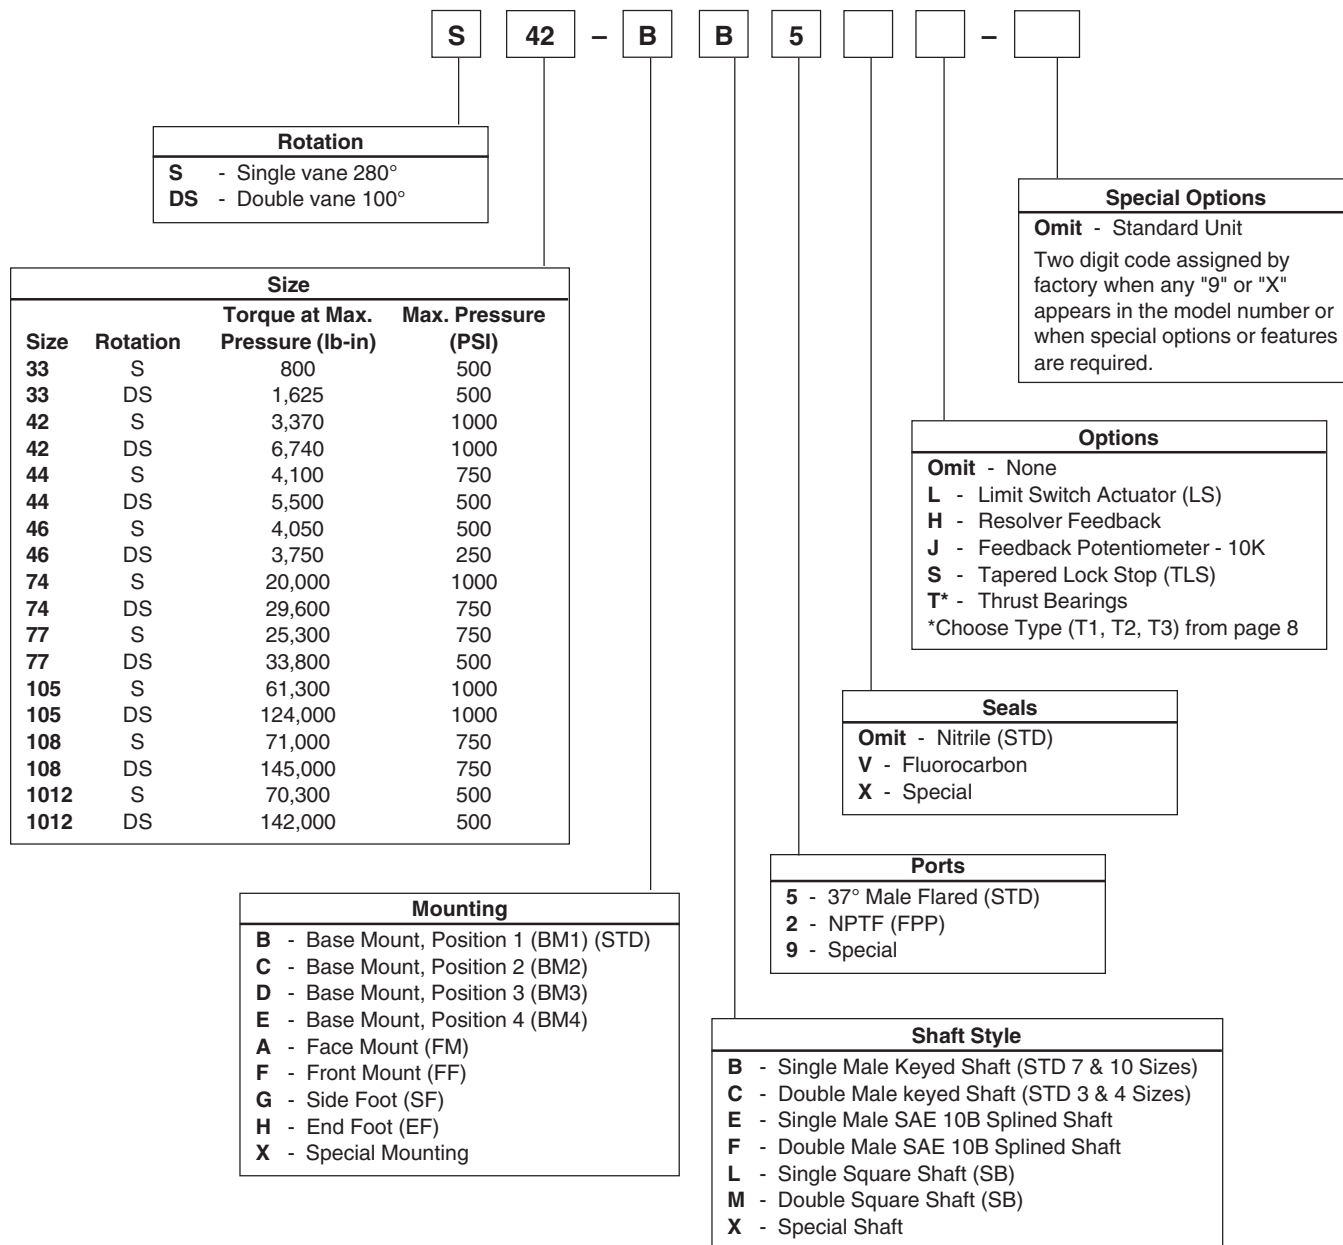 S 42 – B B 5 –
Rotation
S - Single vane 280°
DS - Double vane 100°
Special Options
Omit - Standard Unit
Two digit code assigned by
factory when any "9" or "X"
appears in the model number or
when special options or features
are required.
Size
Torque at Max. Max. Pressure
Size Rotation Pressure (lb-in) (PSI)
33 S 800 500
33 DS 1,625 500
42 S 3,370 1000
42 DS 6,740 1000
44 S 4,100 750
44 DS 5,500 500
46 S 4,050 500
46 DS 3,750 250
74 S 20,000 1000
74 DS 29,600 750
77 S 25,300 750
77 DS 33,800 500
105 S 61,300 1000
105 DS 124,000 1000
108 S 71,000 750
108 DS 145,000 750
1012 S 70,300 500
1012 DS 142,000 500
Options
Omit - None
L - Limit Switch Actuator (LS)
H - Resolver Feedback
J - Feedback Potentiometer - 10K
S - Tapered Lock Stop (TLS)
T* - Thrust Bearings
*Choose Type (T1, T2, T3) from page 8
Seals
Omit - Nitrile (STD)
V - Fluorocarbon
X - Special
Ports
5 - 37° Male Flared (STD)
2 - NPTF (FPP)
9 - Special
Mounting
B - Base Mount, Position 1 (BM1) (STD)
C - Base Mount, Position 2 (BM2)
D - Base Mount, Position 3 (BM3)
E - Base Mount, Position 4 (BM4)
A - Face Mount (FM)
F - Front Mount (FF)
G - Side Foot (SF)
H - End Foot (EF)
X - Special Mounting
Shaft Style
B - Single Male Keyed Shaft (STD 7 & 10 Sizes)
C - Double Male keyed Shaft (STD 3 & 4 Sizes)
E - Single Male SAE 10B Splined Shaft
F - Double Male SAE 10B Splined Shaft
L - Single Square Shaft (SB)
M - Double Square Shaft (SB)
X - Special Shaft